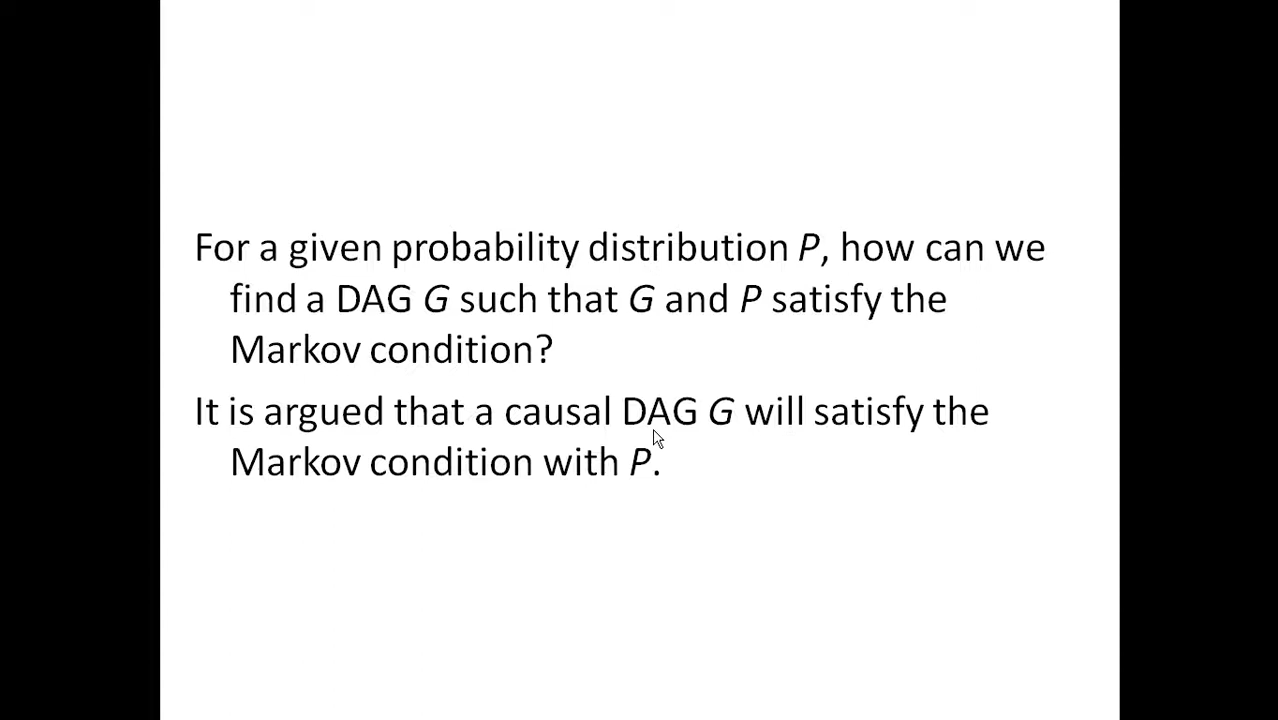 For a given probability distribution P, how can we
find a DAG G such that G and P satisfy the
Markov condition?
It is argued that a causal DAG G will satisfy the
Markov condition with P.